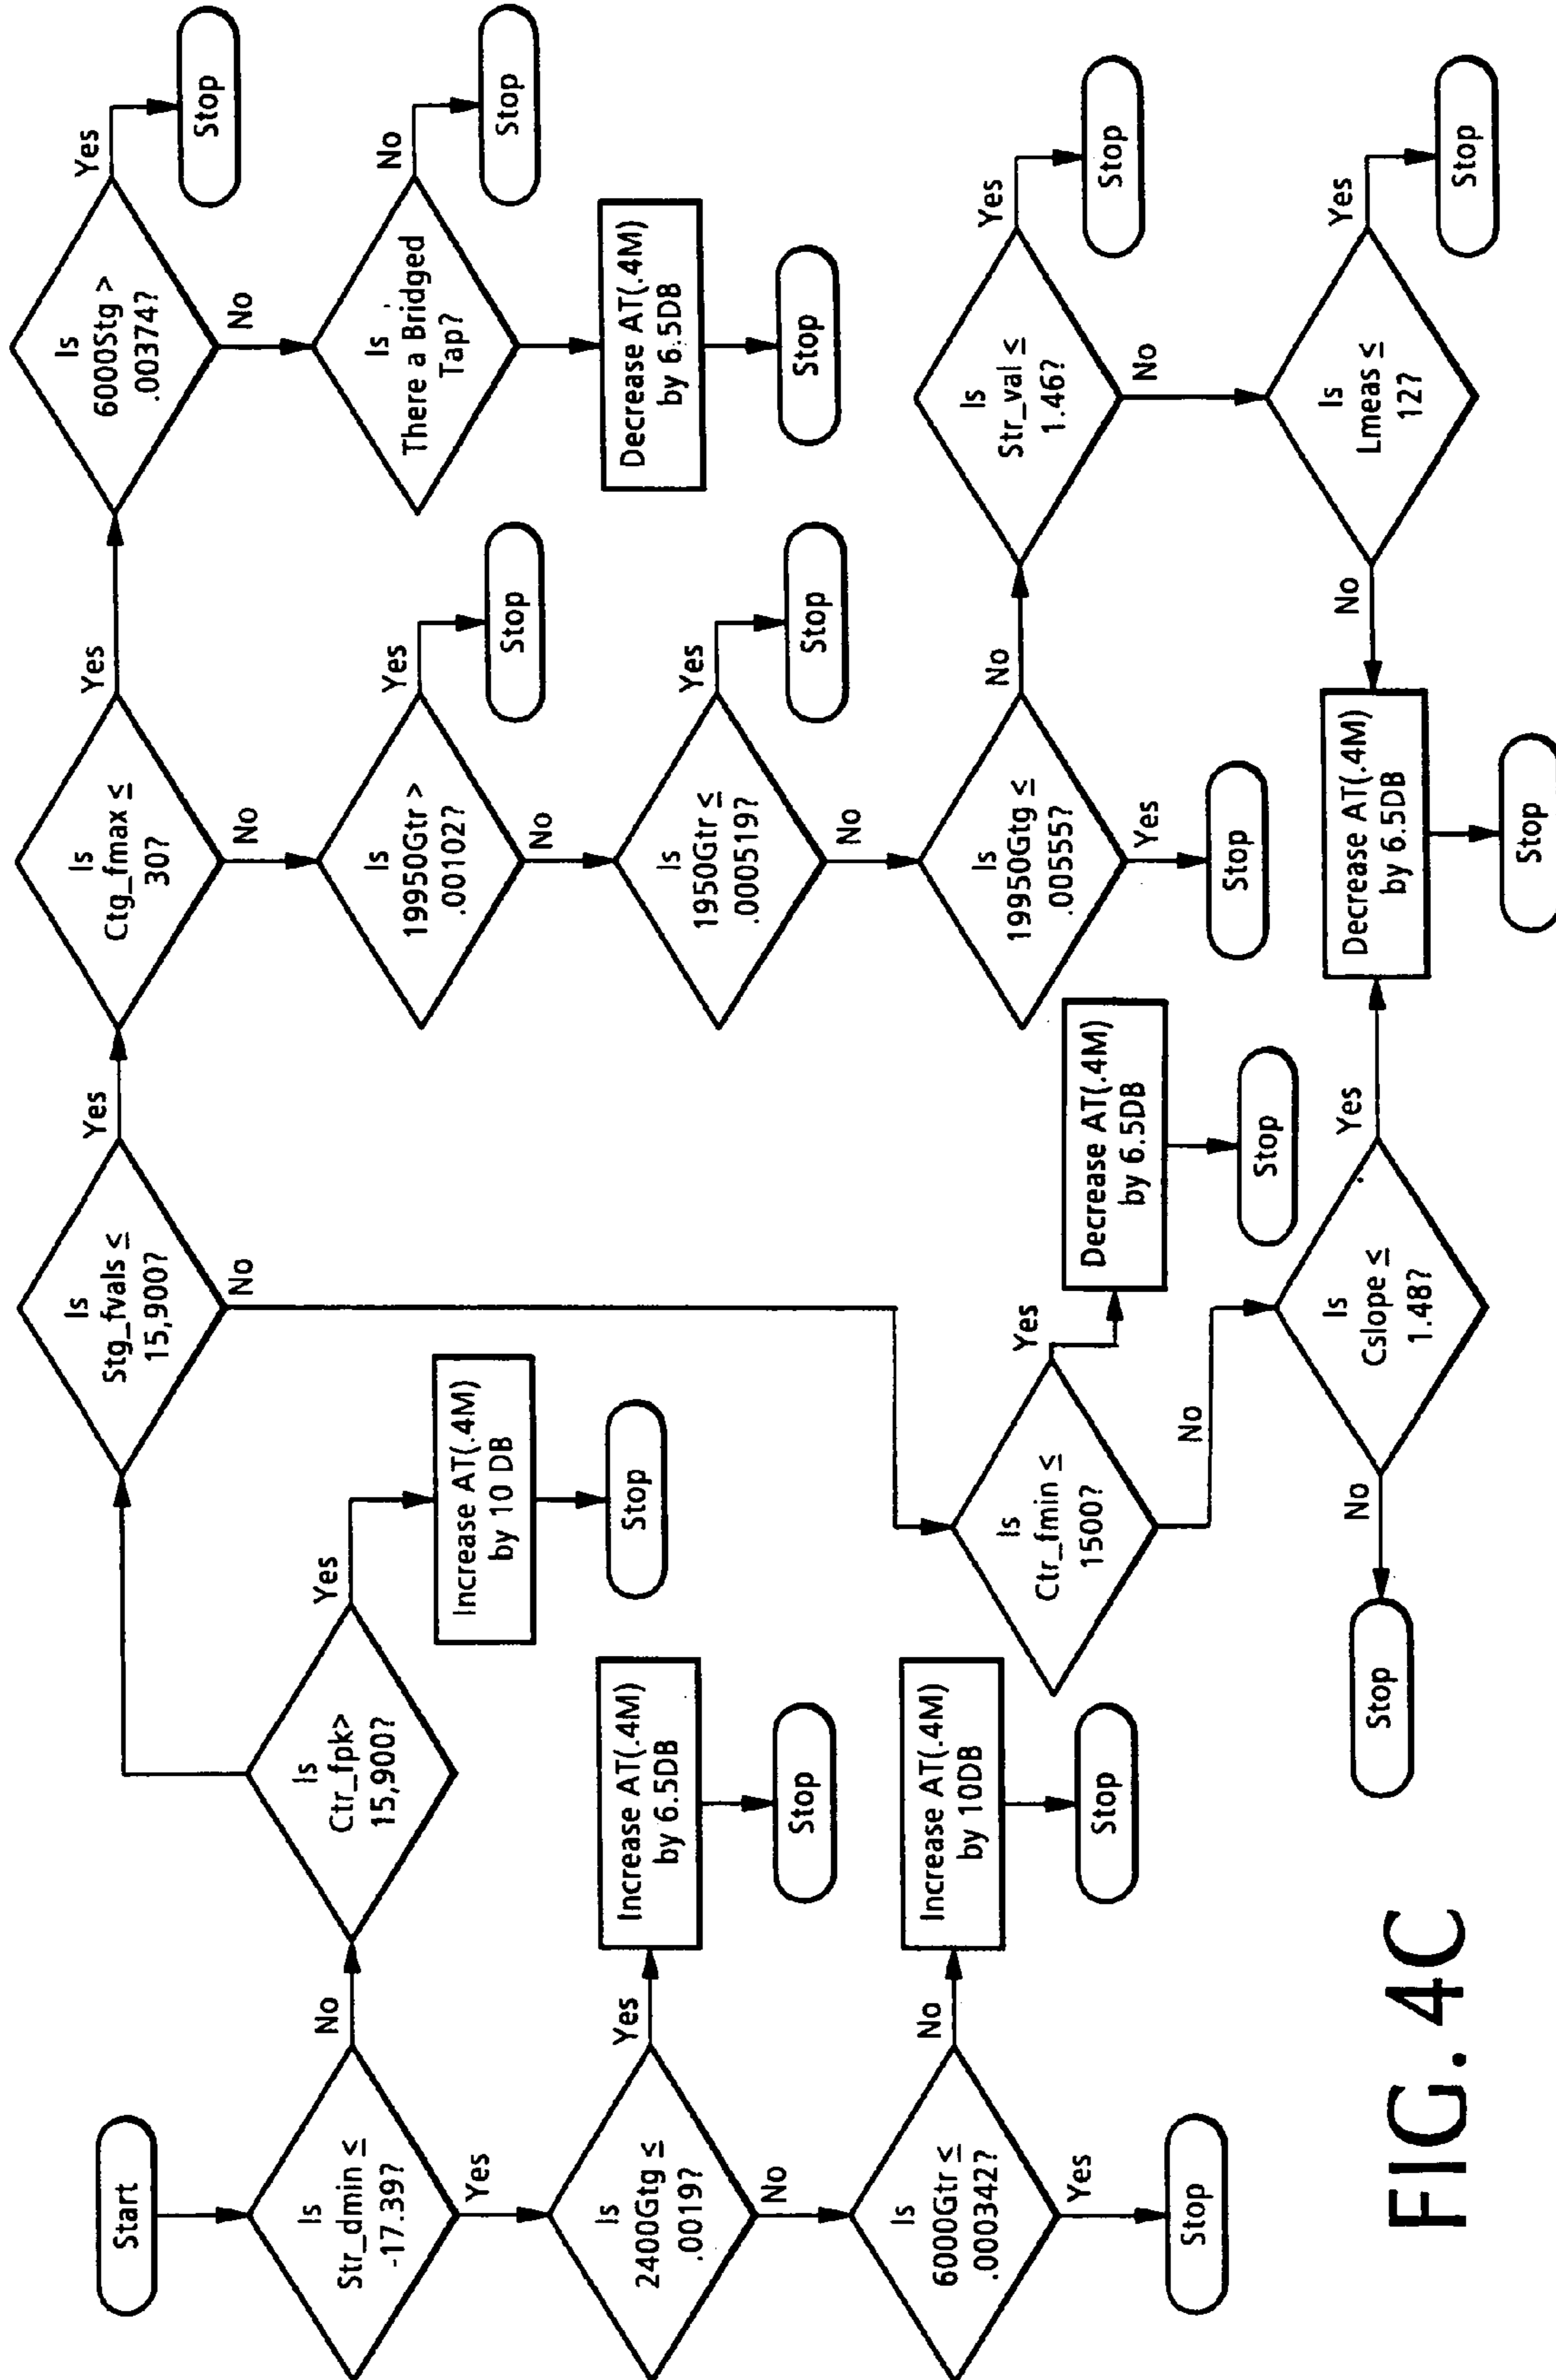 Start
Is
Str_dmin ≤
-17.39?
No
Yes
Is
2400Gtg ≤
.0019?
Yes
Increase AT(.4M)
by 6.5DB
Stop
No
Is
6000Gtr ≤
.000342?
No
Increase AT(.4M)
by 10DB
Stop
Yes
Stop
Is
Ctr_fpk>
15,900?
Yes
Increase AT(.4M)
by 10 DB
Stop
Is
Stg_fvals ≤
15,900?
Yes
No
Is
Ctr_fmin ≤
1500?
Yes
Decrease AT(.4M)
by 6.5DB
Stop
No
Is
Cslope ≤
1.48?
No
Stop
Yes
Decrease AT(.4M)
by 6.5DB
Stop
Is
Ctg_fmax ≤
30?
Yes
No
Is
19950Gtr >
.00102?
Yes
Stop
No
Is
1950Gtr ≤
.000519?
Yes
Stop
No
Is
19950Gtg ≤
.00555?
Yes
Stop
No
Is
Str_val ≤
1.46?
Yes
Stop
No
Is
Lmeas ≤
12?
Yes
Stop
No
Is
6000Stg >
.00374?
Yes
Stop
No
Is
There a Bridged
Tap?
No
Stop
Decrease AT(.4M)
by 6.5DB
Stop
FIG. 4C